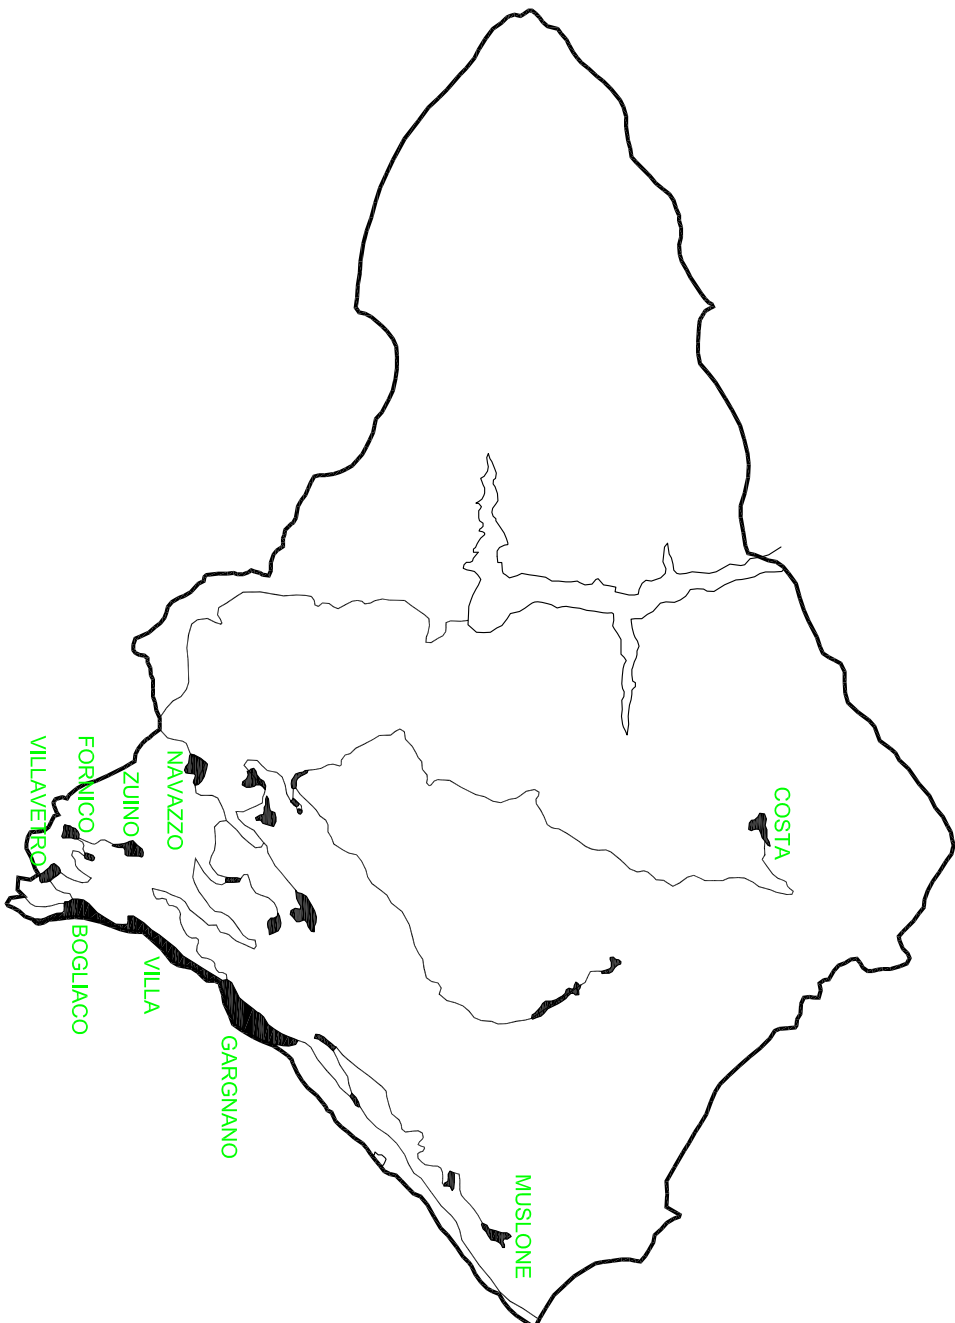 COSTA
MUSLONE
GARGNANO
NAVAZZO
VILLA
ZUINO
FORNICO
BOGLIACO
VILLAVETRO